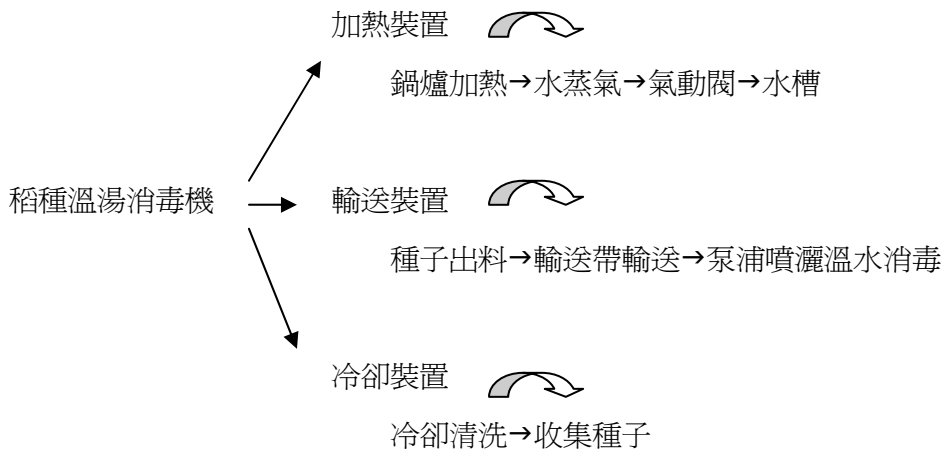 加熱裝置
鍋爐加熱→水蒸氣→氣動閥→水槽
稻種溫湯消毒機
輸送裝置
種子出料→輸送帶輸送→泵浦噴灑溫水消毒
冷卻裝置
冷卻清洗→收集種子